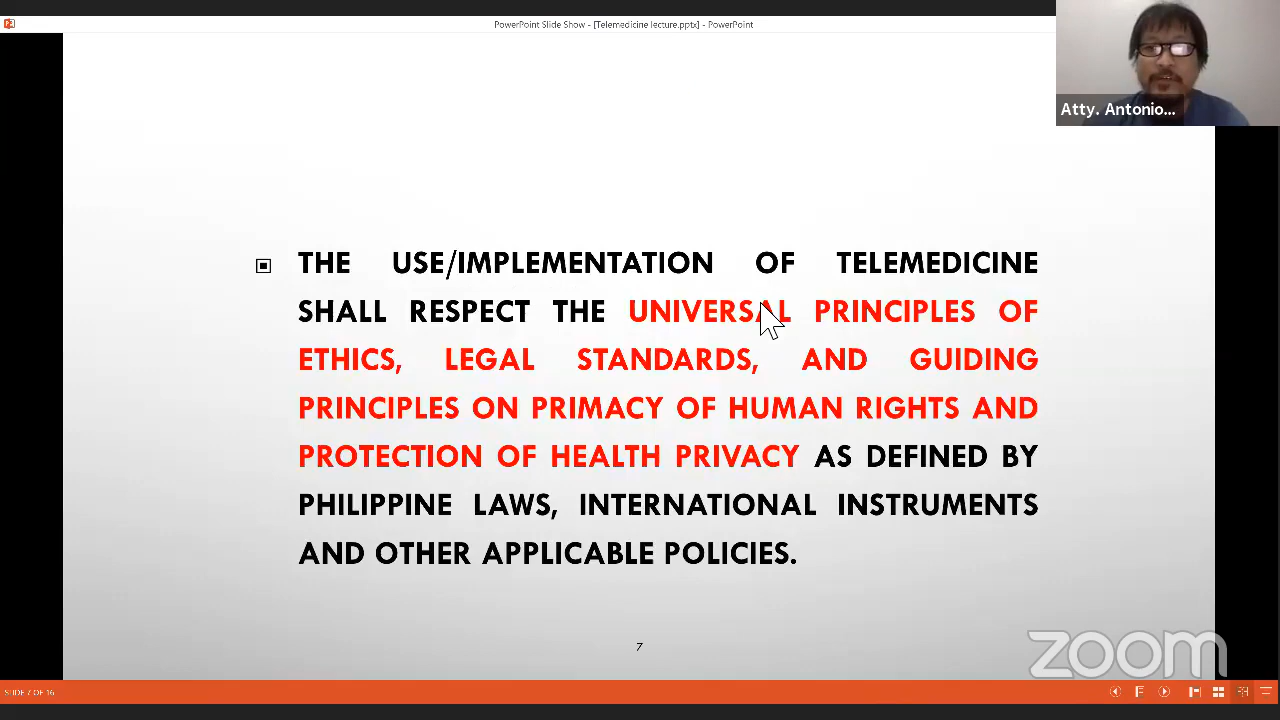 PowerPoint Slide Show - [Telemedicine lecture.pptx] - PowerPoint
Atty. Antonio...
THE USE/IMPLEMENTATION OF TELEMEDICINE
SHALL RESPECT THE UNIVERSAL PRINCIPLES OF
ETHICS, LEGAL STANDARDS, AND GUIDING
PRINCIPLES ON PRIMACY OF HUMAN RIGHTS AND
PROTECTION OF HEALTH PRIVACY AS DEFINED BY
PHILIPPINE LAWS, INTERNATIONAL INSTRUMENTS
AND OTHER APPLICABLE POLICIES.
7
zoom
SLIDE 7 OF 16